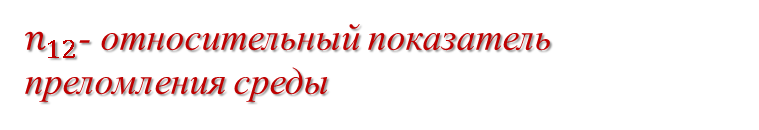 n₁₂- относительный показатель
преломления среды